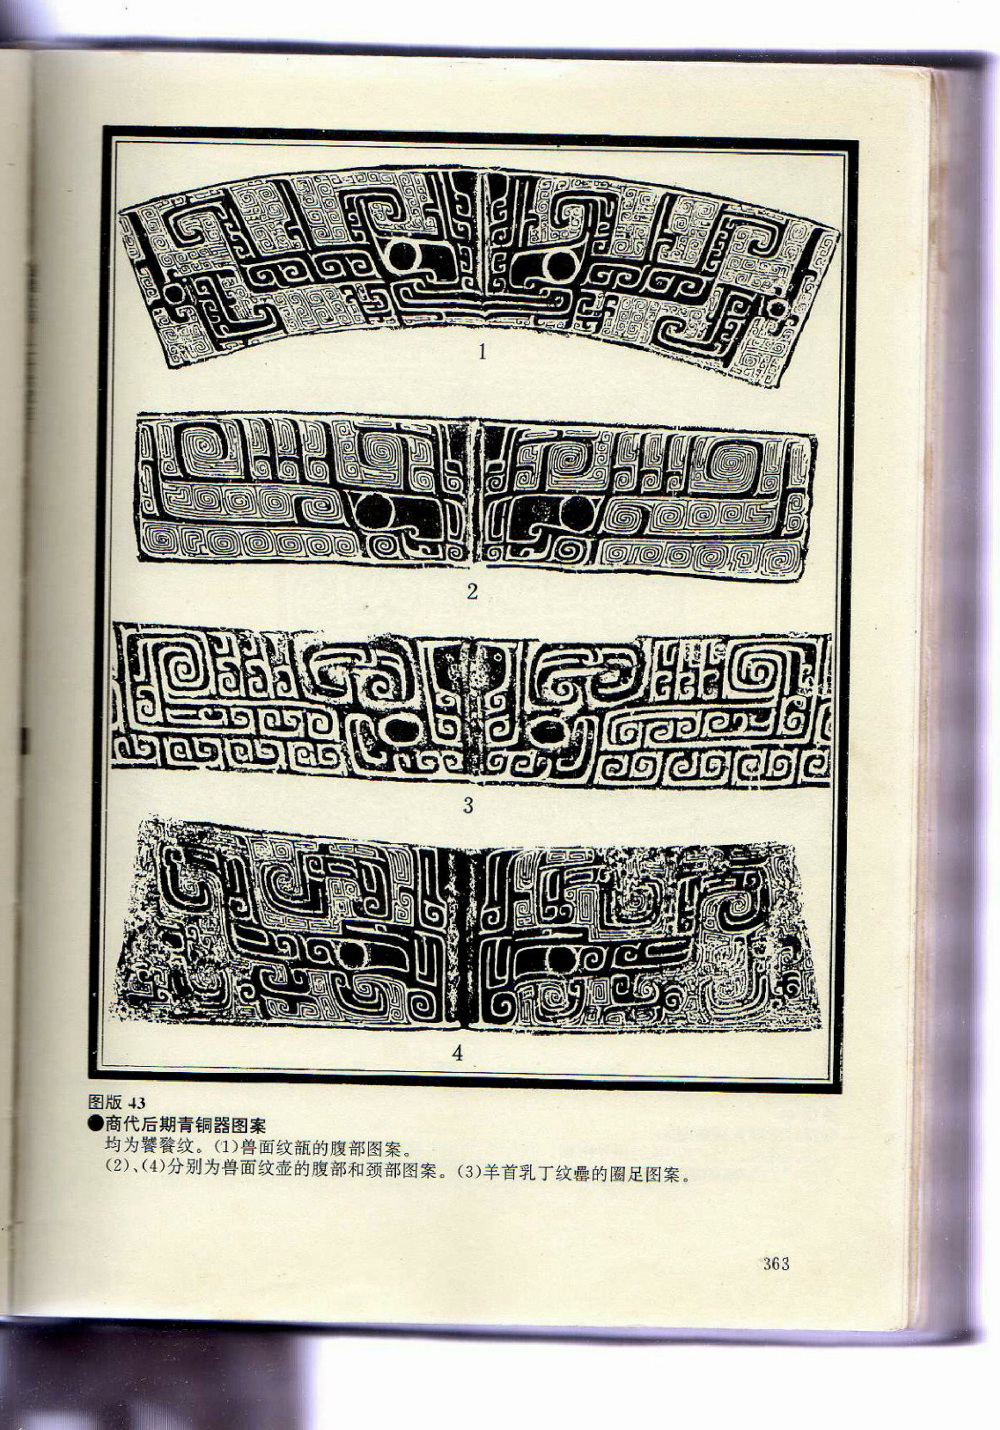 1
2
3
4
图版 43
●商代后期青铜器图案
均为饕餮纹。(1)兽面纹瓿的腹部图案。
(2)、(4)分别为兽面纹壶的腹部和颈部图案。(3)羊首乳丁纹罍的圈足图案。
363